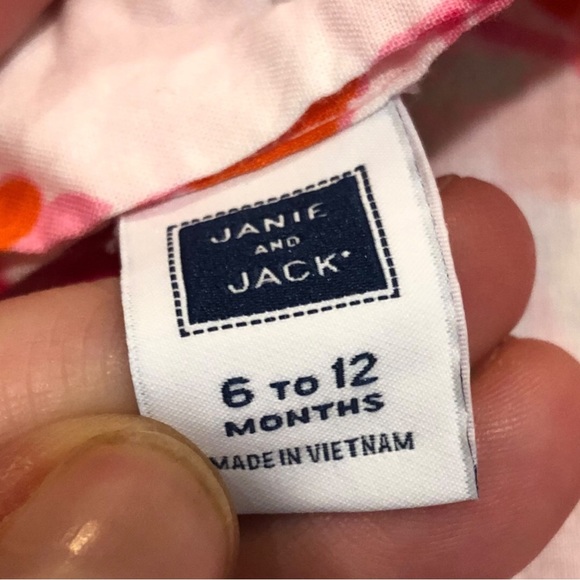 JANIE
AND
JACK®
6 TO 12
MONTHS
MADE IN VIETNAM